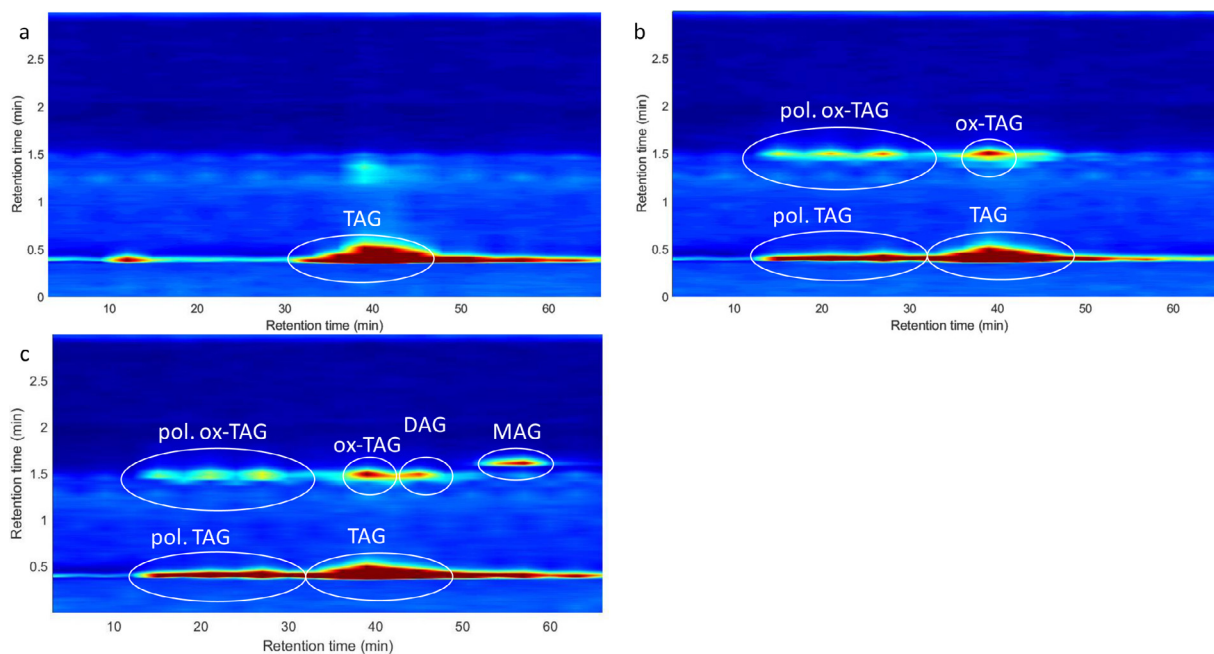 a
2.5
2
1.5
1
0.5
0
Retention time (min)
TAG
10 20 30 40 50 60
Retention time (min)
b
2.5
2
1.5
1
0.5
0
Retention time (min)
pol. ox-TAG
ox-TAG
pol. TAG
TAG
10 20 30 40 50 60
Retention time (min)
c
2.5
2
1.5
1
0.5
Retention time (min)
pol. ox-TAG
ox-TAG
DAG
MAG
pol. TAG
TAG
10 20 30 40 50 60
Retention time (min)